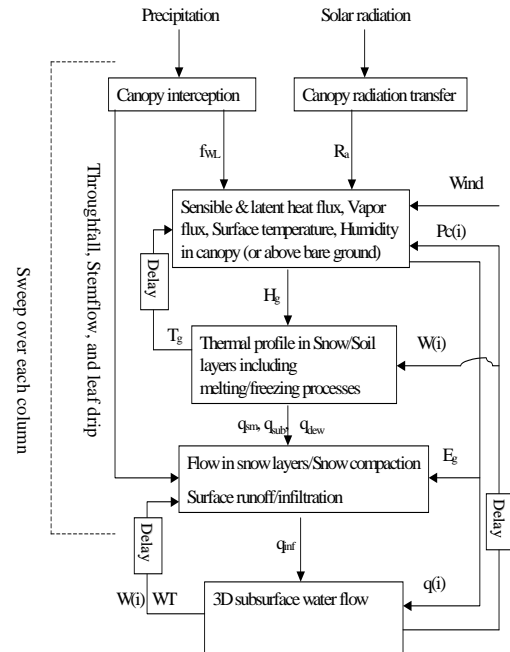 Precipitation
Solar radiation
Canopy interception
Canopy radiation transfer
fWL
Ra
Wind
Sensible & latent heat flux, Vapor
flux, Surface temperature, Humidity
in canopy (or above bare ground)
Pc(i)
Delay
Hg
Tg
Thermal profile in Snow/Soil
layers including
melting/freezing processes
W(i)
Throughfall, Stemflow,
and leaf drip
Sweep over
each column
qsm, qsub, qdew
Flow in snow layers/Snow compaction
Surface runoff/infiltration
Eg
Delay
Delay
qinf
W(i) WT
q(i)
3D subsurface water flow